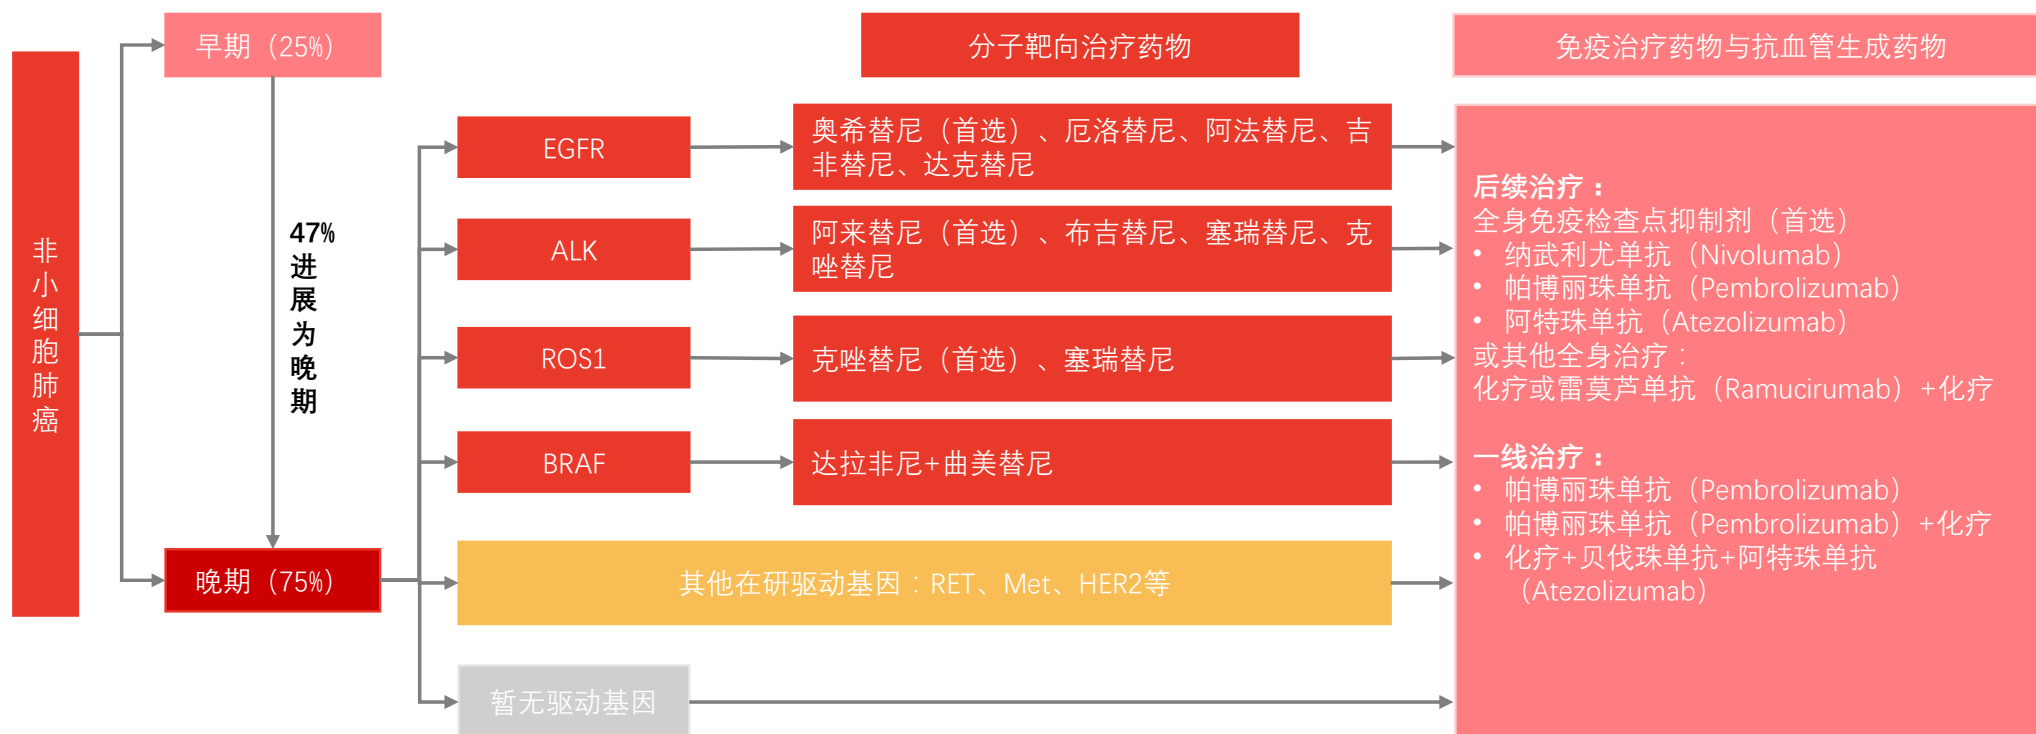 非
小
细
胞
肺
癌
早期（25%）
47%
进
展
为
晚
期
晚期（75%）
分子靶向治疗药物
EGFR
奥希替尼（首选）、厄洛替尼、阿法替尼、吉
非替尼、达克替尼
ALK
阿来替尼（首选）、布吉替尼、塞瑞替尼、克
唑替尼
ROS1
克唑替尼（首选）、塞瑞替尼
BRAF
达拉非尼+曲美替尼
其他在研驱动基因：RET、Met、HER2等
暂无驱动基因
免疫治疗药物与抗血管生成药物
后续治疗：
全身免疫检查点抑制剂（首选）
• 纳武利尤单抗（Nivolumab）
• 帕博丽珠单抗（Pembrolizumab）
• 阿特珠单抗（Atezolizumab）
或其他全身治疗：
化疗或雷莫芦单抗（Ramucirumab）+化疗
一线治疗：
• 帕博丽珠单抗（Pembrolizumab）
• 帕博丽珠单抗（Pembrolizumab）+化疗
• 化疗+贝伐珠单抗+阿特珠单抗
（Atezolizumab）